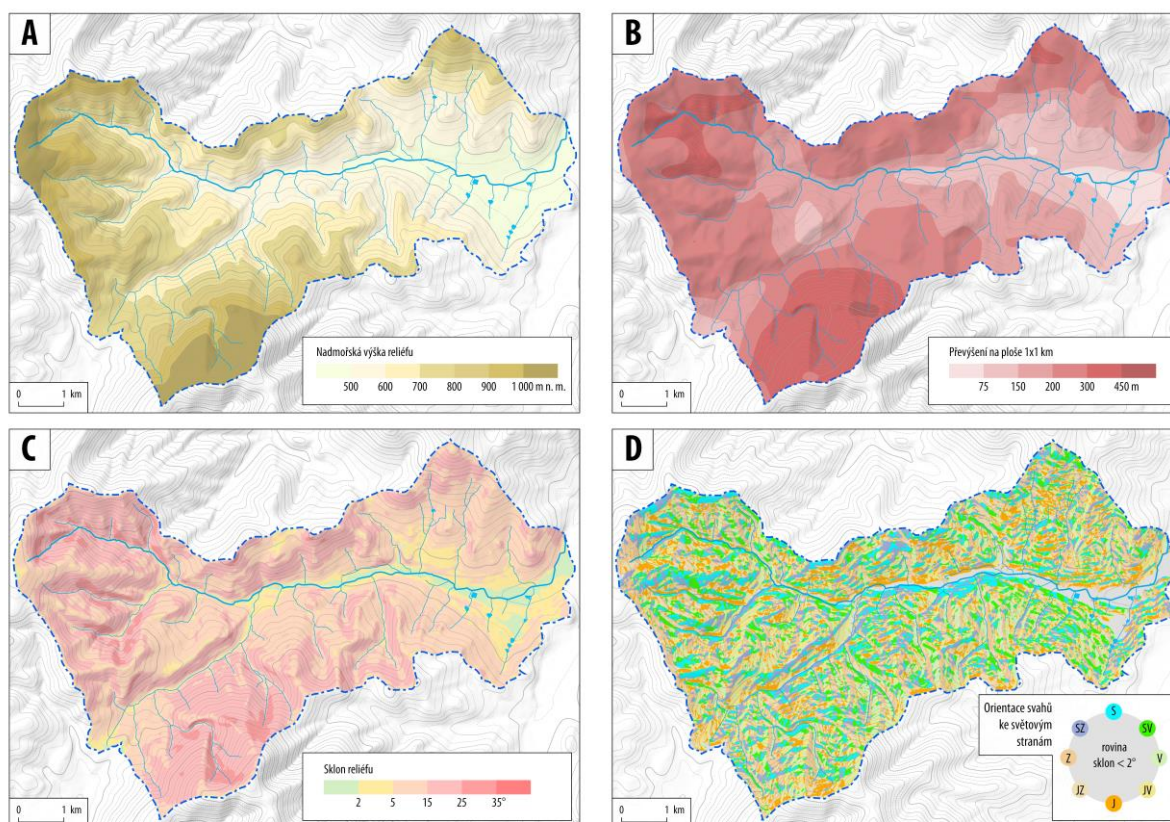 A
Nadmořská výška reliéfu
500 600 700 800 900 1 000 m n. m.
0 1 km
B
Převýšení na ploše 1x1 km
75 150 200 300 450 m
0 1 km
C
Sklon reliéfu
2 5 15 25 35°
0 1 km
D
Orientace svahů
ke světovým
stranám
S
SZ SV
Z rovina V
sklon < 2°
JZ JV
J
0 1 km